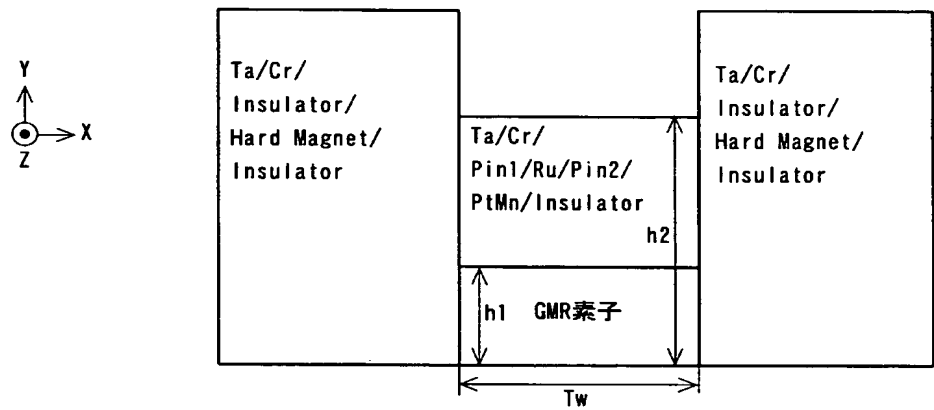 Y
X
Z
Ta/Cr/
Insulator/
Hard Magnet/
Insulator
Ta/Cr/
Pin1/Ru/Pin2/
PtMn/Insulator
h2
h1
GMR素子
Tw
Ta/Cr/
Insulator/
Hard Magnet/
Insulator